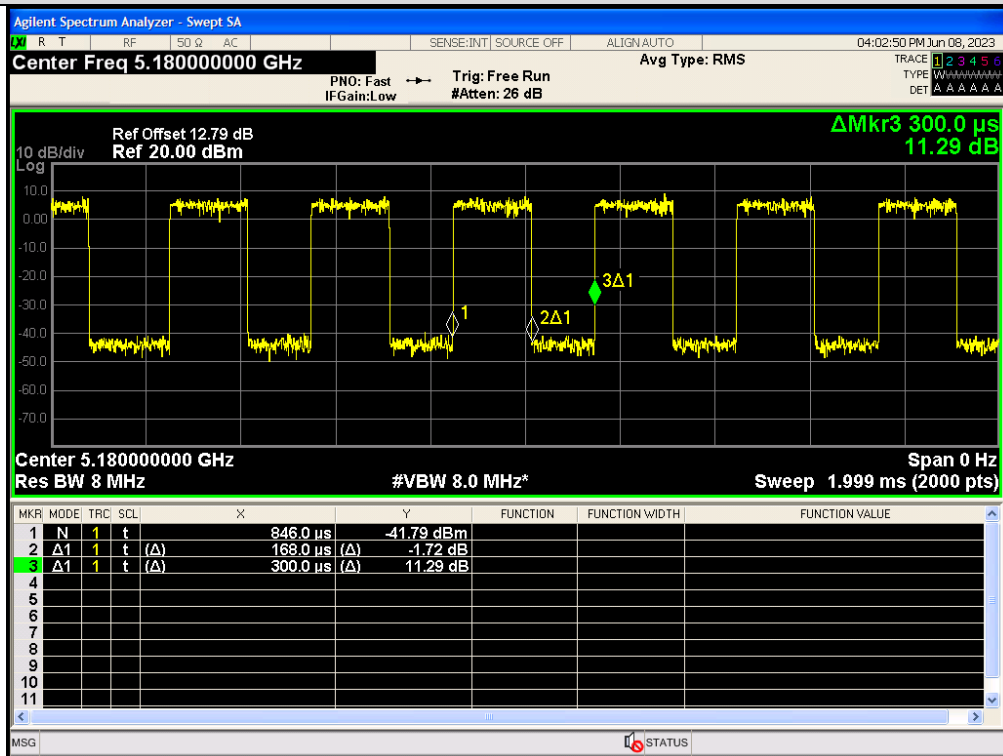 Agilent Spectrum Analyzer - Swept SA
LXI R T RF 50 Ω AC SENSE:INT SOURCE OFF ALIGN AUTO 04:02:50 PM Jun 08, 2023
Center Freq 5.180000000 GHz Avg Type: RMS TRACE 1 2 3 4 5 6
PNO: Fast Trig: Free Run TYPE W
IFGain:Low #Atten: 26 dB DET A A A A A A
ΔMkr3 300.0 µs
Ref Offset 12.79 dB
10 dB/div Ref 20.00 dBm 11.29 dB
Log
10.0
0.00
-10.0
-20.0
3Δ1
-30.0
1
2Δ1
-40.0
-50.0
-60.0
-70.0
Center 5.180000000 GHz Span 0 Hz
Res BW 8 MHz #VBW 8.0 MHz* Sweep 1.999 ms (2000 pts)
MKR MODE TRC SCL X Y FUNCTION FUNCTION WIDTH FUNCTION VALUE
1 N 1 t 846.0 µs -41.79 dBm
2 Δ1 1 t (Δ) 168.0 µs (Δ) -1.72 dB
3 Δ1 1 t (Δ) 300.0 µs (Δ) 11.29 dB
4
5
6
7
8
9
10
11
MSG STATUS